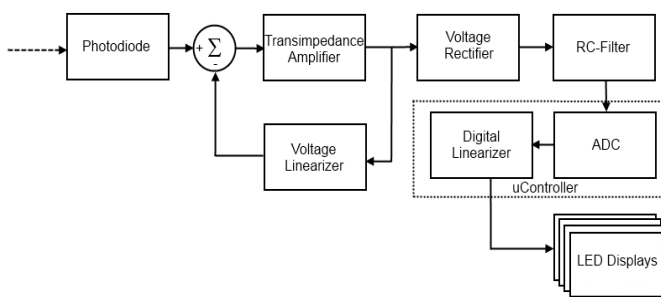 Photodiode
+ Σ
-
Transimpedance
Amplifier
Voltage
Rectifier
RC-Filter
Voltage
Linearizer
Digital
Linearizer
ADC
uController
LED Displays